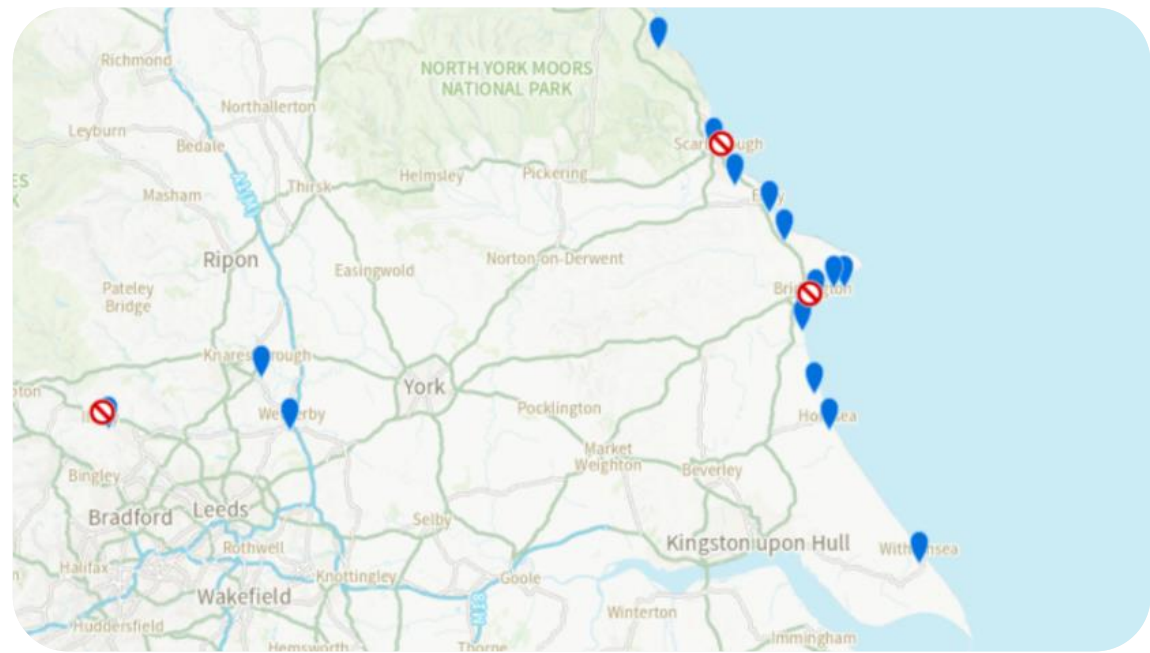 Richmond
NORTH YORK MOORS
NATIONAL PARK
Northallerton
Leyburn
Bedale
Masham
Thirsk
Helmsley
Pickering
A1(M)
Ripon
Easingwold
Norton-on-Derwent
Pateley
Bridge
York
Pocklington
Market
Weighton
Beverley
Bingley
Bradford
Leeds
Selby
Rothwell
Kingston upon Hull
Halifax
Knottingley
Goole
Wakefield
M18
Winterton
Huddersfield
Immingham
Hemsworth
Thorne